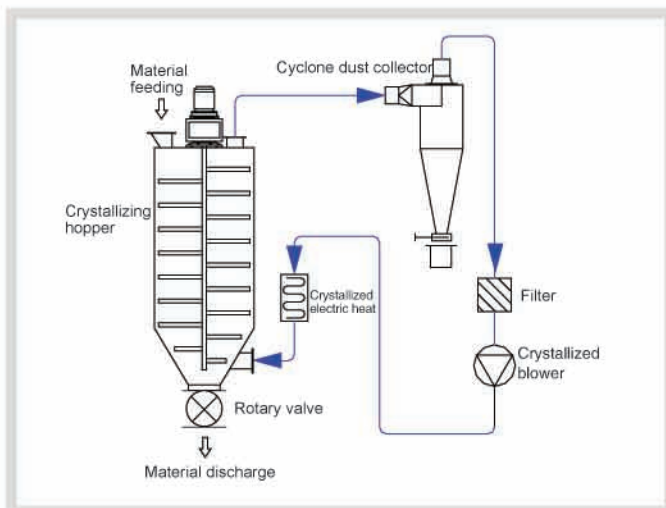 Material
feeding
Cyclone dust collector
Crystallizing
hopper
Crystallized
electric heat
Filter
Crystallized
blower
Rotary valve
Material discharge